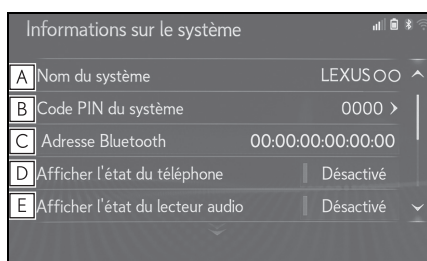 Informations sur le système
A Nom du système LEXUS○○
B Code PIN du système 0000 >
C Adresse Bluetooth 00:00:00:00:00:00
D Afficher l'état du téléphone Désactivé
E Afficher l'état du lecteur audio Désactivé